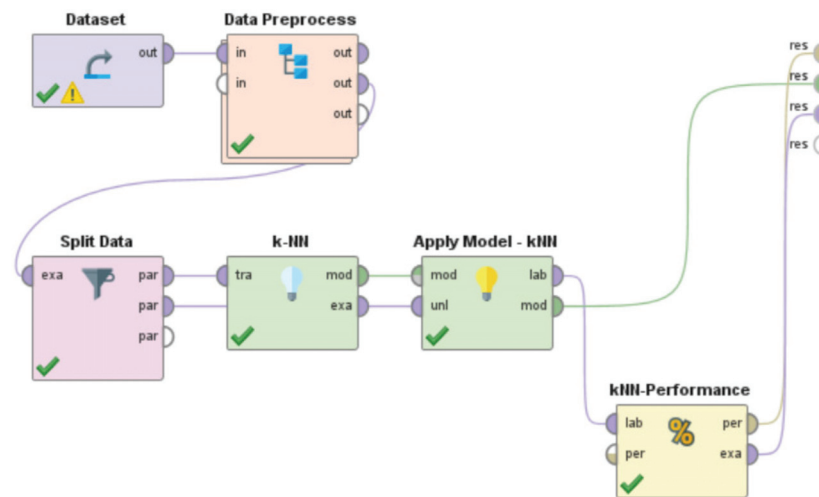 Dataset
Data Preprocess
out
in
out
in
out
out
res
res
res
res
Split Data
k-NN
Apply Model - kNN
exa
par
tra
mod
mod
lab
par
exa
unl
mod
par
kNN-Performance
lab
%
per
per
exa